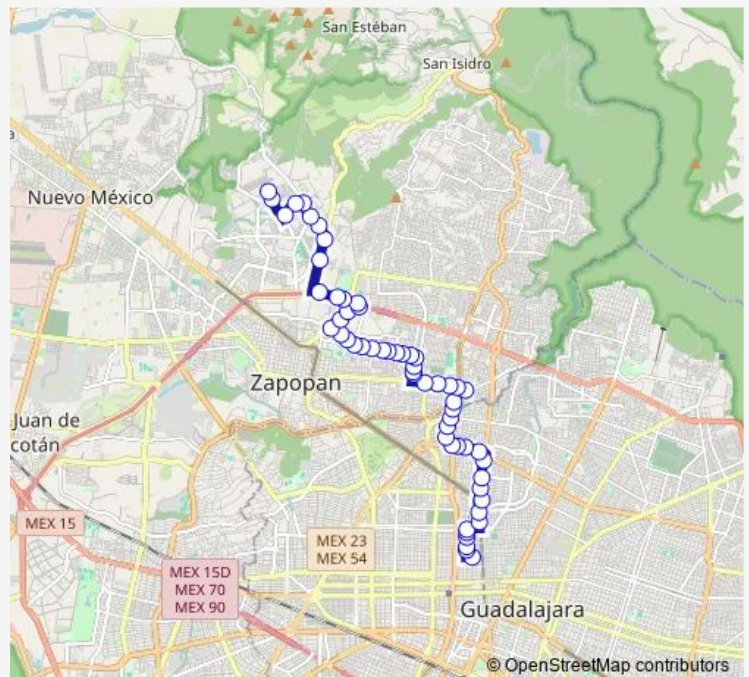 San Estéban
San Isidro
a
Nuevo México
Zapopan
Juan de
cotán
MEX 15
MEX 23
MEX 54
MEX 15D
MEX 70
MEX 90
Guadalajara
© OpenStreetMap contributors